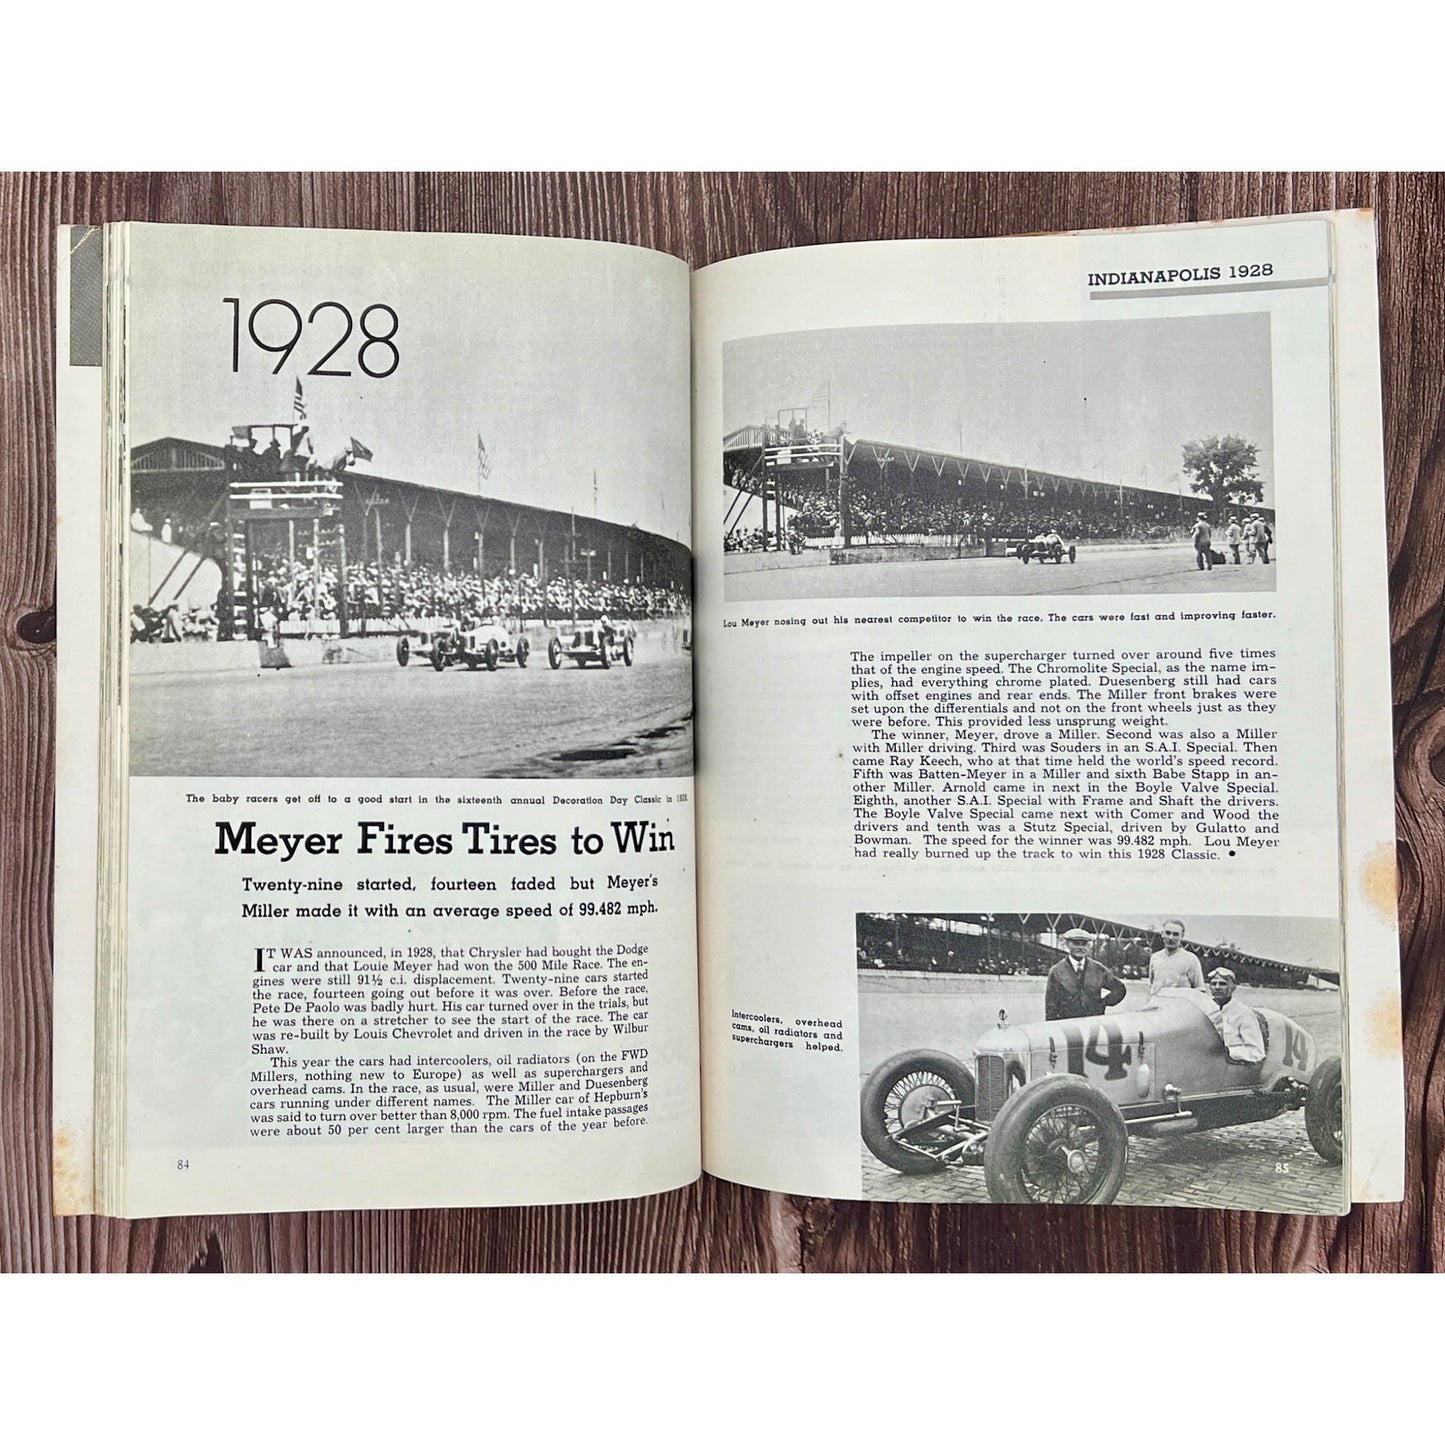 1928
The baby racers get off to a good start in the sixteenth annual Decoration Day Classic in 1928.
Meyer Fires Tires to Win
Twenty-nine started, fourteen faded but Meyer's
Miller made it with an average speed of 99.482 mph.
IT WAS announced, in 1928, that Chrysler had bought the Dodge
car and that Louie Meyer had won the 500 Mile Race. The en-
gines were still 91½ c.i. displacement. Twenty-nine cars started
the race, fourteen going out before it was over. Before the race,
Pete De Paolo was badly hurt. His car turned over in the trials, but
he was there on a stretcher to see the start of the race. The car
was re-built by Louis Chevrolet and driven in the race by Wilbur
Shaw.
This year the cars had intercoolers, oil radiators (on the FWD
Millers, nothing new to Europe) as well as superchargers and
overhead cams. In the race, as usual, were Miller and Duesenberg
cars running under different names. The Miller car of Hepburn's
was said to turn over better than 8,000 rpm. The fuel intake passages
were about 50 per cent larger than the cars of the year before.
84
INDIANAPOLIS 1928
Lou Meyer nosing out his nearest competitor to win the race. The cars were fast and improving faster.
The impeller on the supercharger turned over around five times
that of the engine speed. The Chromolite Special, as the name im-
plies, had everything chrome plated. Duesenberg still had cars
with offset engines and rear ends. The Miller front brakes were
set upon the differentials and not on the front wheels just as they
were before. This provided less unsprung weight.
The winner, Meyer, drove a Miller. Second was also a Miller
with Miller driving. Third was Souders in an S.A.I. Special. Then
came Ray Keech, who at that time held the world's speed record.
Fifth was Batten-Meyer in a Miller and sixth Babe Stapp in an-
other Miller. Arnold came in next in the Boyle Valve Special.
Eighth, another S.A.I. Special with Frame and Shaft the drivers.
The Boyle Valve Special came next with Comer and Wood the
drivers and tenth was a Stutz Special, driven by Gulatto and
Bowman. The speed for the winner was 99.482 mph. Lou Meyer
had really burned up the track to win this 1928 Classic. •
Intercoolers, overhead
cams, oil radiators and
superchargers helped.
14
14
85